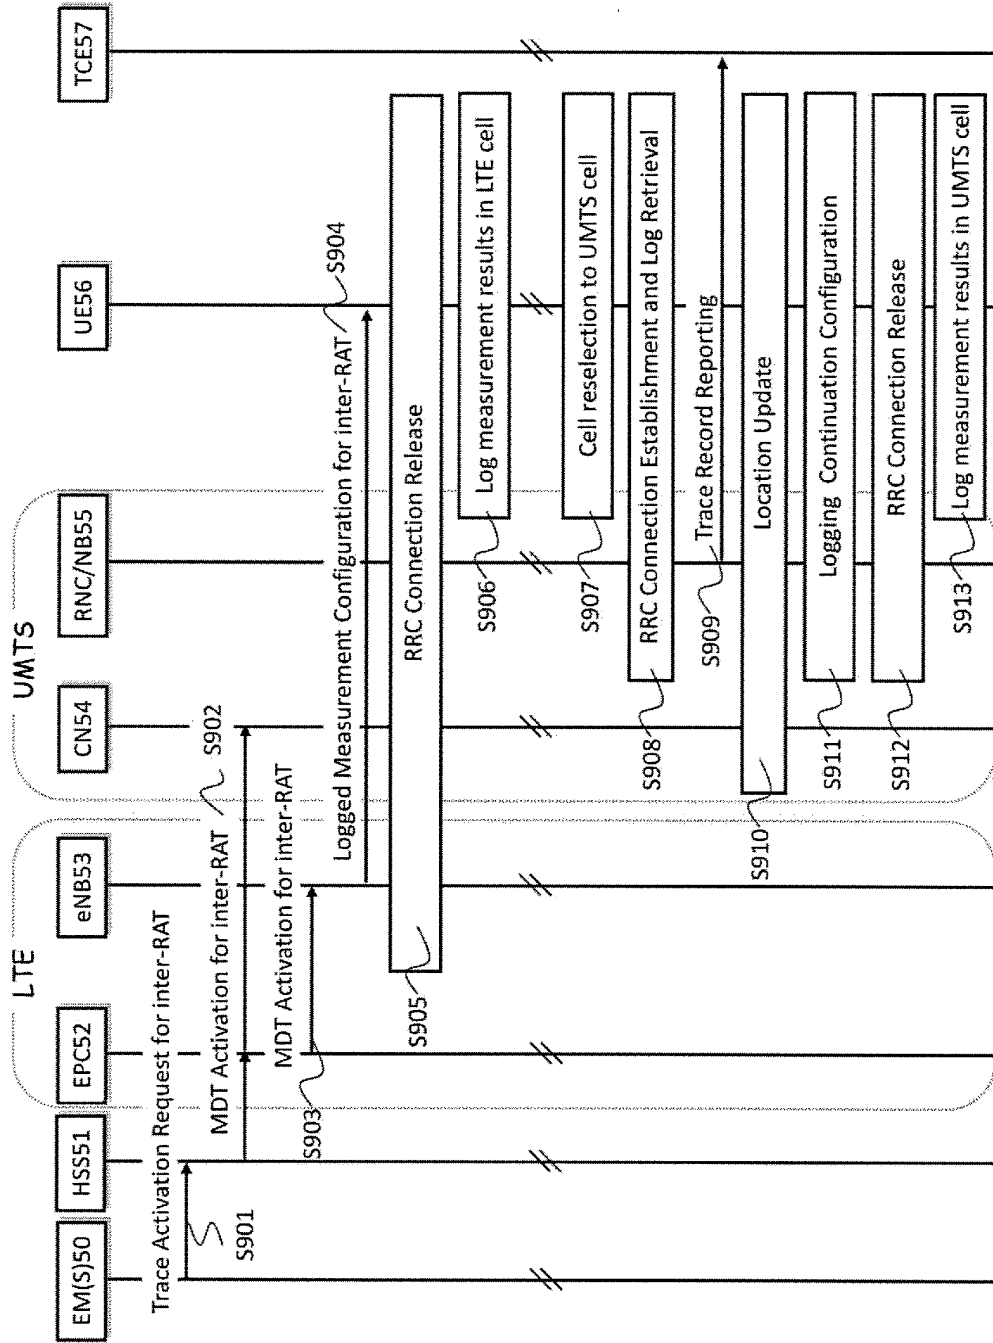 LTE
UMTS
EM(S)50
HSS51
EPC52
eNB53
CN54
RNC/NB55
UE56
TCE57
Trace Activation Request for inter-RAT
S901
MDT Activation for inter-RAT
S902
MDT Activation for inter-RAT
S903
Logged Measurement Configuration for inter-RAT
S904
RRC Connection Release
S905
Log measurement results in LTE cell
S906
Cell reselection to UMTS cell
S907
RRC Connection Establishment and Log Retrieval
S908
Trace Record Reporting
S909
Location Update
S910
Logging Continuation Configuration
S911
RRC Connection Release
S912
Log measurement results in UMTS cell
S913